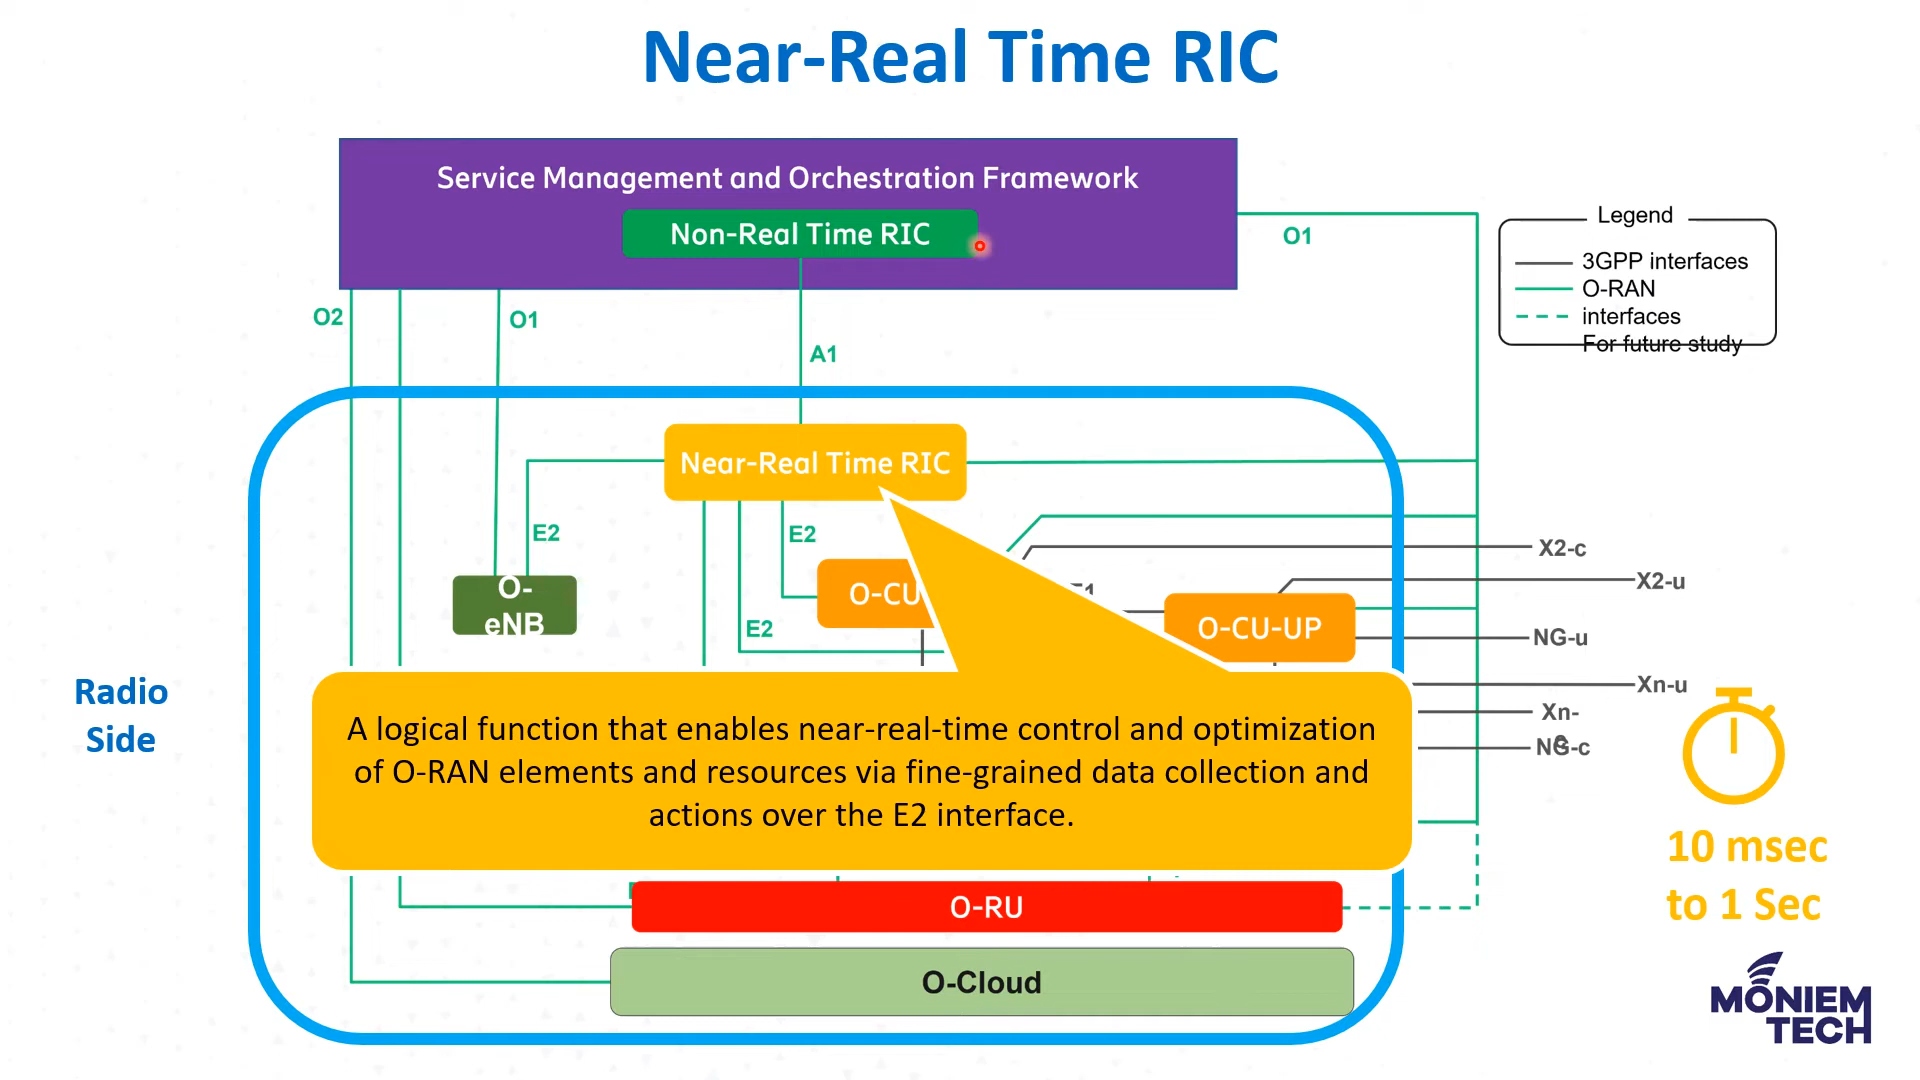 Near-Real Time RIC
Service Management and Orchestration Framework
Non-Real Time RIC
O1
Legend
3GPP interfaces
O-RAN
interfaces
For future study
O2
O1
A1
Near-Real Time RIC
E2
E2
X2-c
X2-u
O-
eNB
O-CU
E1
O-CU-UP
NG-u
E2
Xn-u
Radio
Side
Xn-
c
NG-c
A logical function that enables near-real-time control and optimization
of O-RAN elements and resources via fine-grained data collection and
actions over the E2 interface.
10 msec
to 1 Sec
O-RU
O-Cloud
MONIEM
TECH